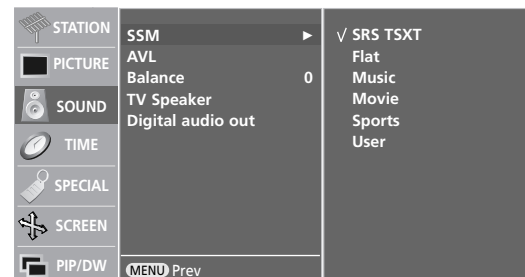 STATION
PICTURE
SOUND
TIME
SPECIAL
SCREEN
PIP/DW
SSM ►
AVL
Balance 0
TV Speaker
Digital audio out
MENU Prev
√ SRS TSXT
Flat
Music
Movie
Sports
User